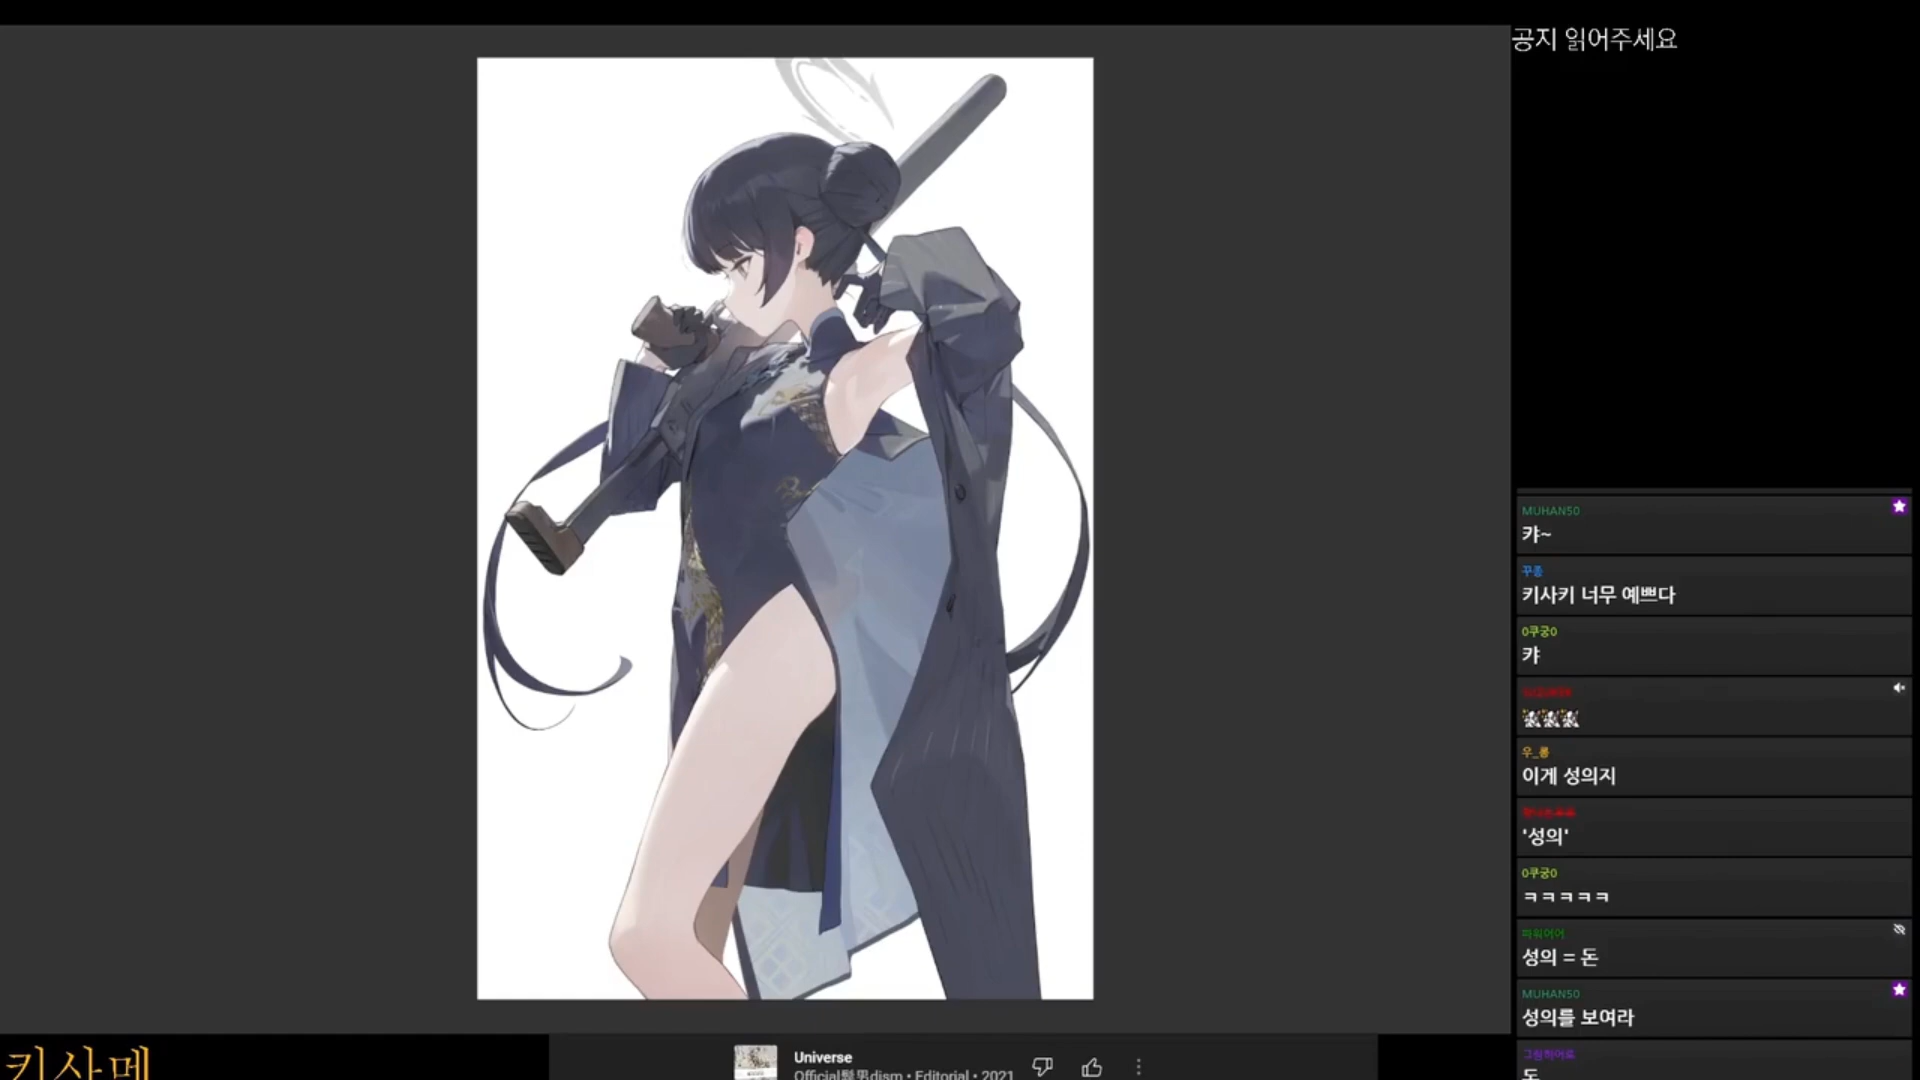 공지 읽어주세요
MUHAN50
캬~
꾸종
키사키 너무 예쁘다
0쿠궁0
캬
우_롱
이게 성의지
'성의'
0쿠궁0
ㅋㅋㅋㅋㅋ
파워어어
성의 = 돈
MUHAN50
성의를 보여라
키사메
Universe
Official髭男dism • Editorial • 2021